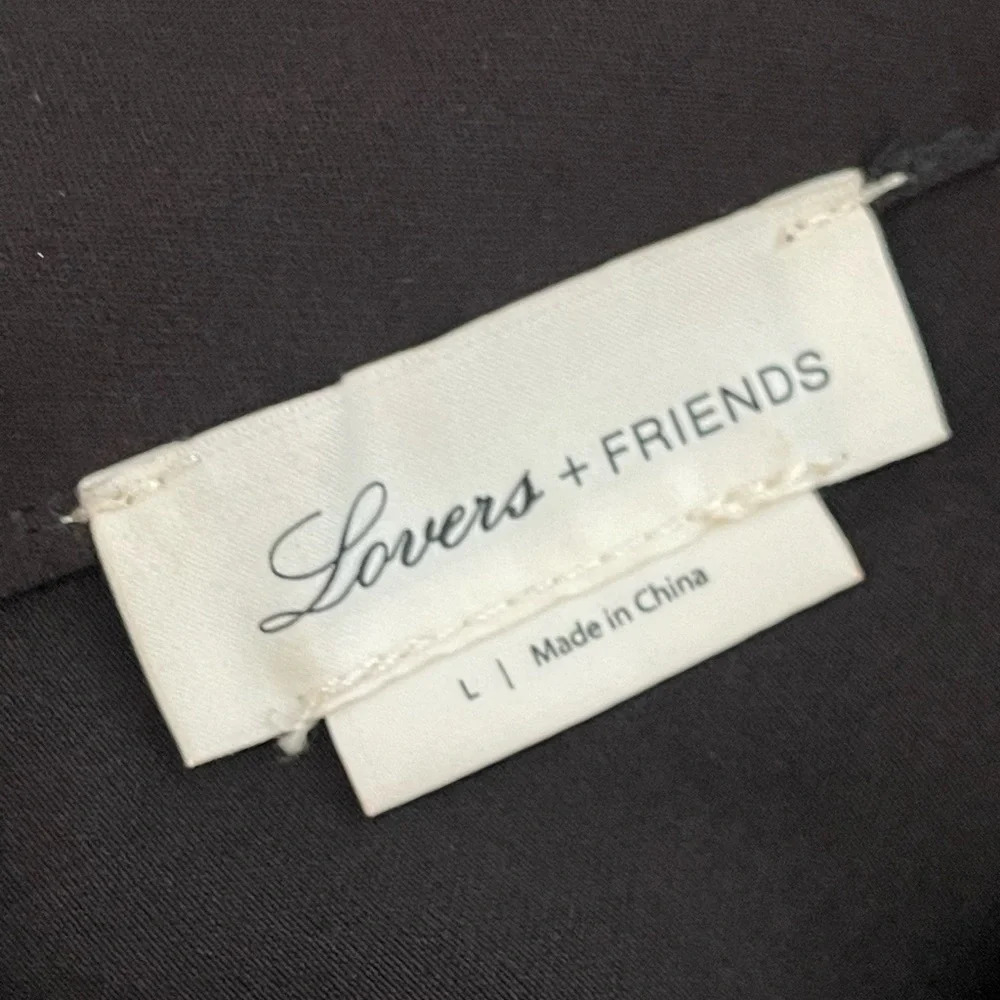 Lovers + FRIENDS
L | Made in China